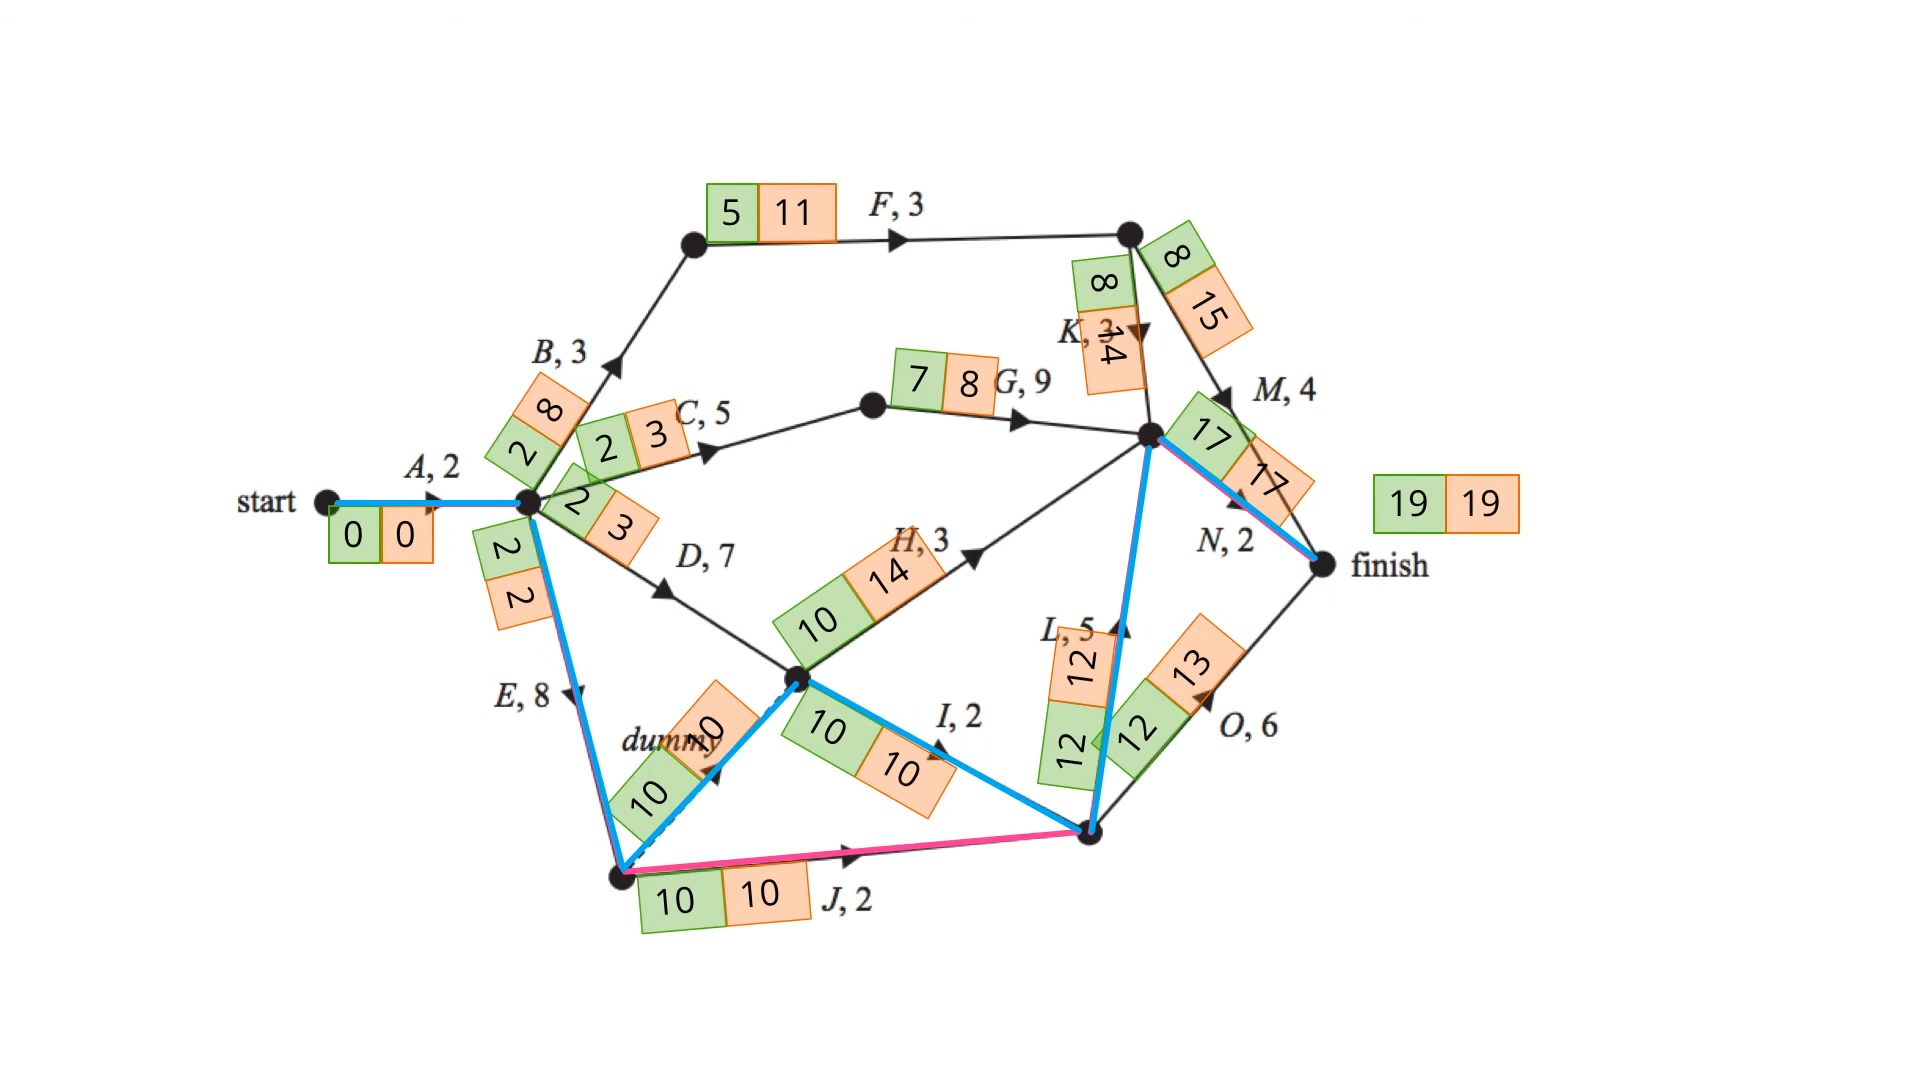 5 11
F, 3
8
15
8
14
K, 3
B, 3
8
2
7 8
G, 9
M, 4
C, 5
2 3
17
17
A, 2
start
2
3
19 19
0 0
N, 2
finish
2
2
D, 7
H, 3
10 14
E, 8
L, 5
12
12
12 13
O, 6
I, 2
10 10
dummy
10 10
10 10
J, 2